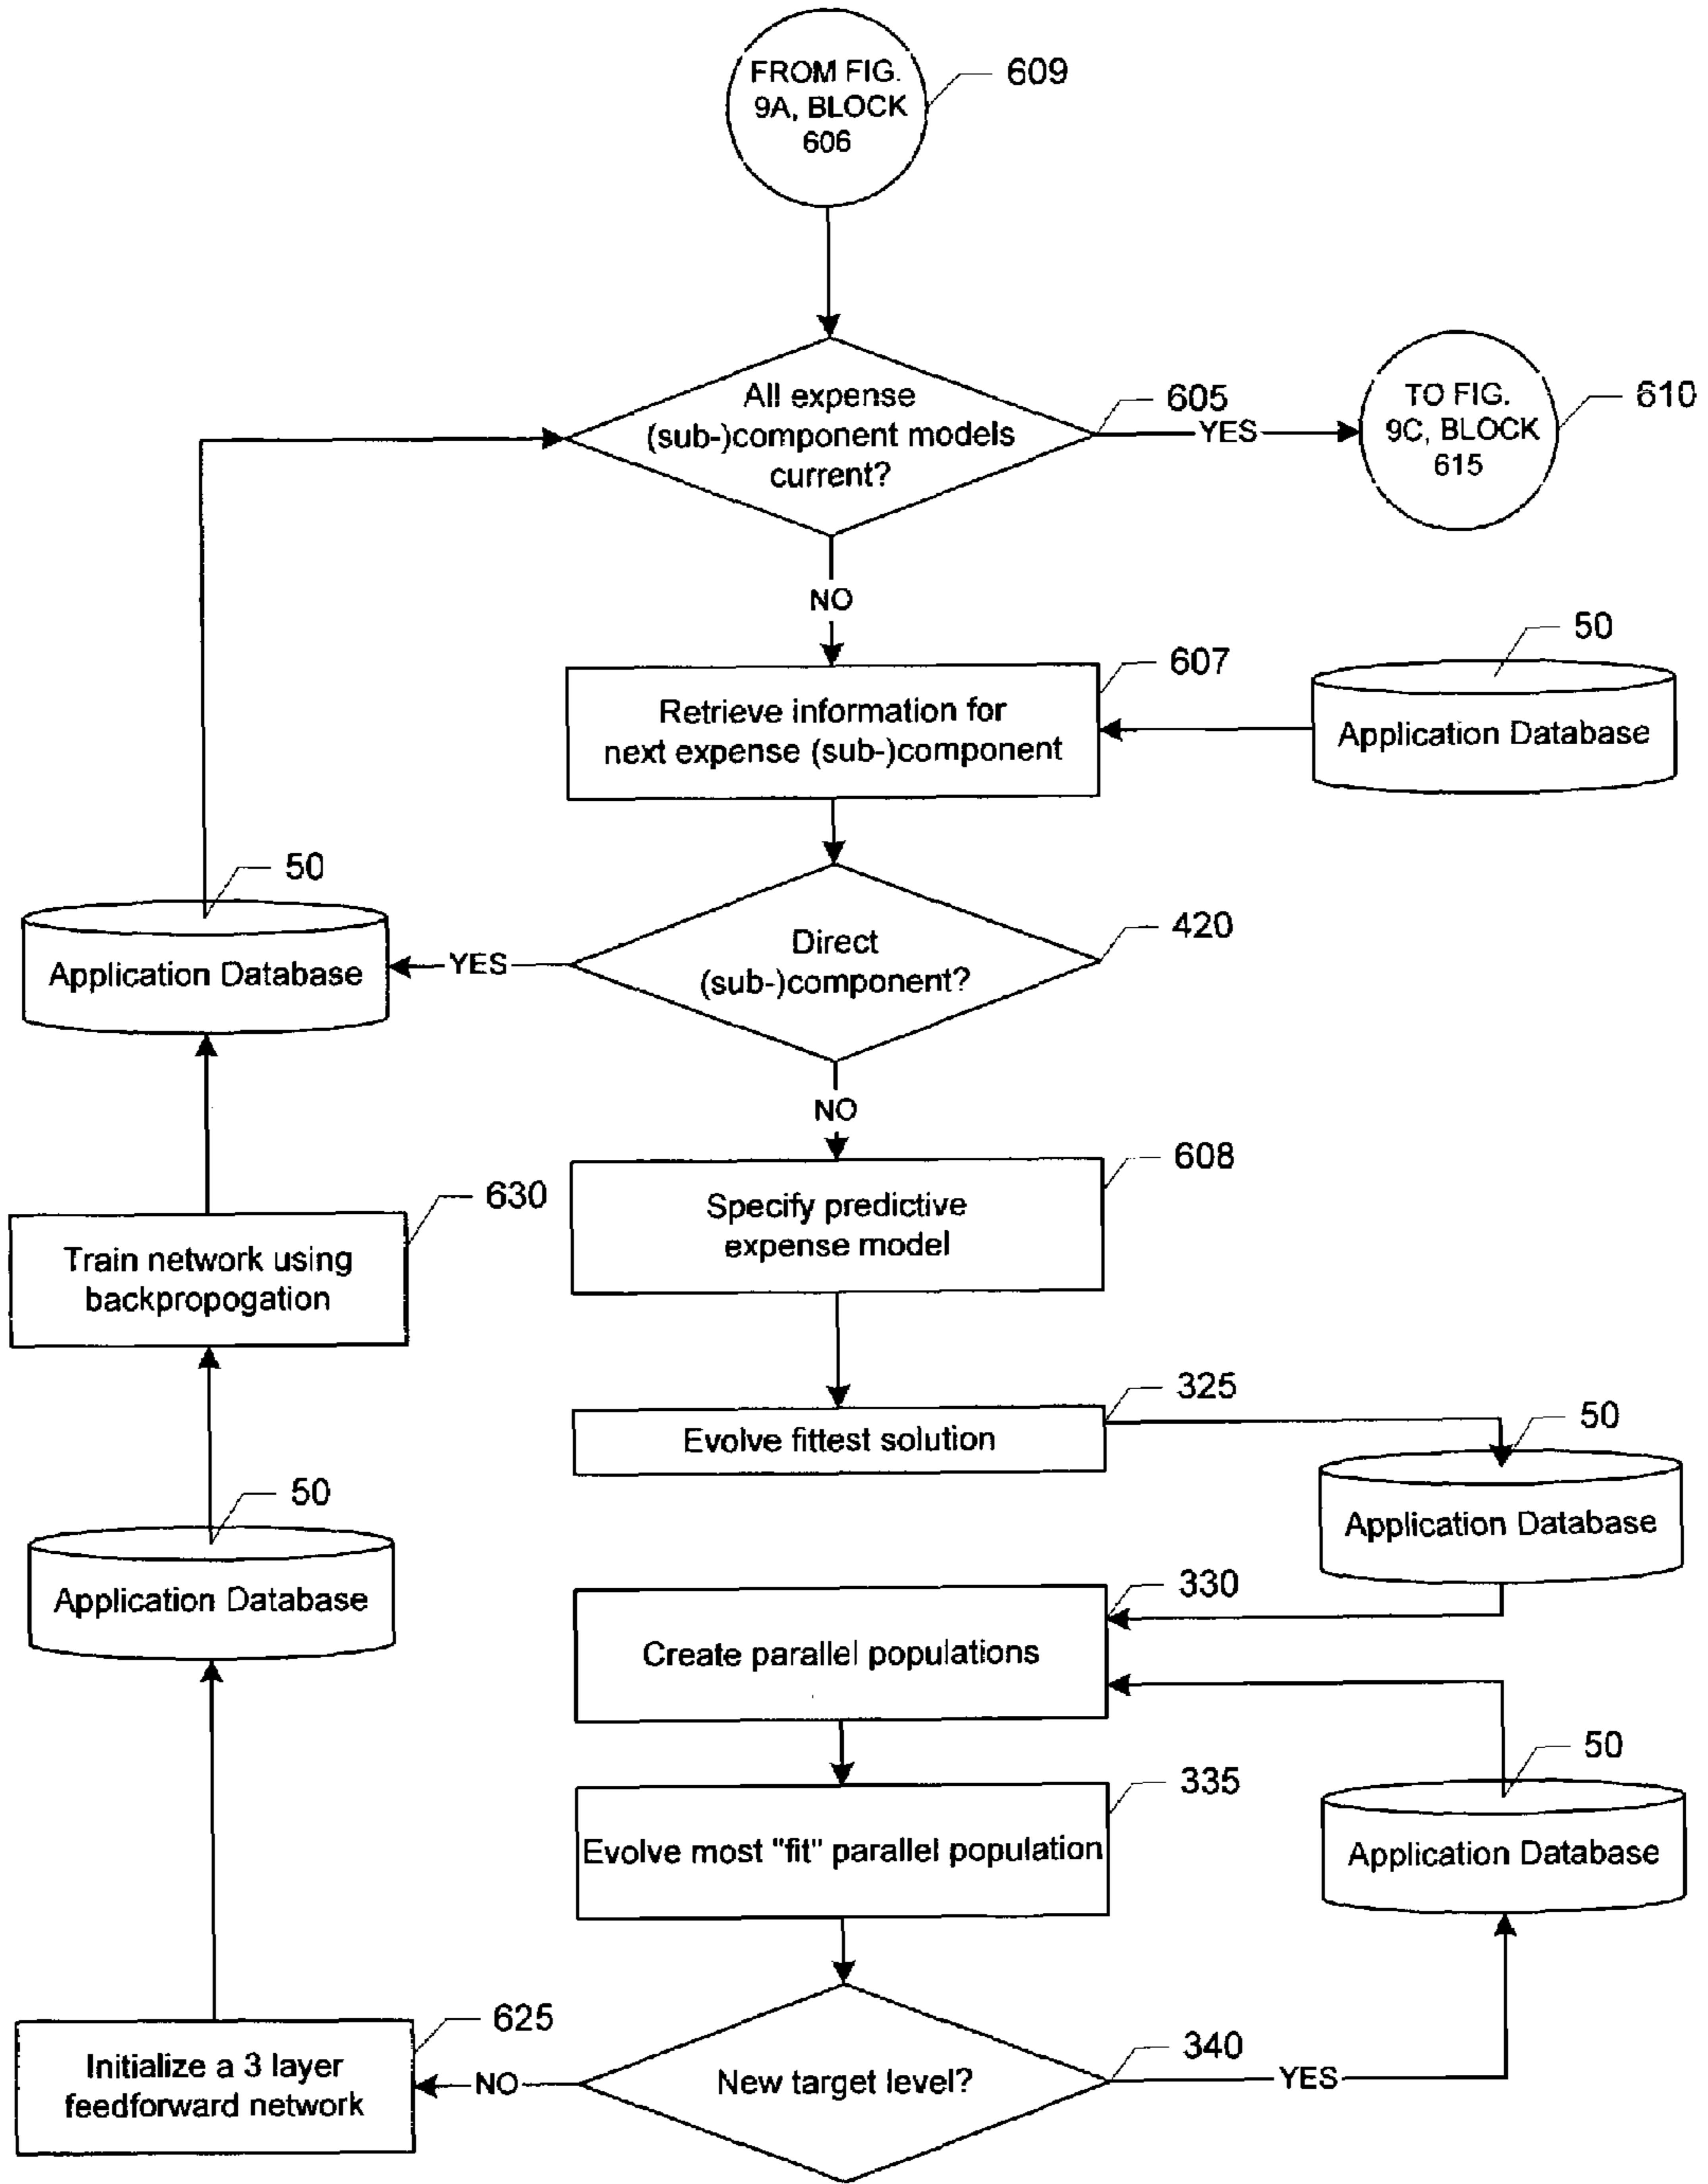 FROM FIG.
9A, BLOCK
606
609
All expense
(sub-)component models
current?
605
YES
TO FIG.
9C, BLOCK
615
610
NO
Retrieve information for
next expense (sub-)component
607
50
Application Database
Direct
(sub-)component?
420
YES
50
Application Database
NO
Specify predictive
expense model
608
Train network using
backpropogation
630
Evolve fittest solution
325
50
Application Database
50
Application Database
Create parallel populations
330
Evolve most "fit" parallel population
335
50
Application Database
New target level?
340
YES
NO
Initialize a 3 layer
feedforward network
625